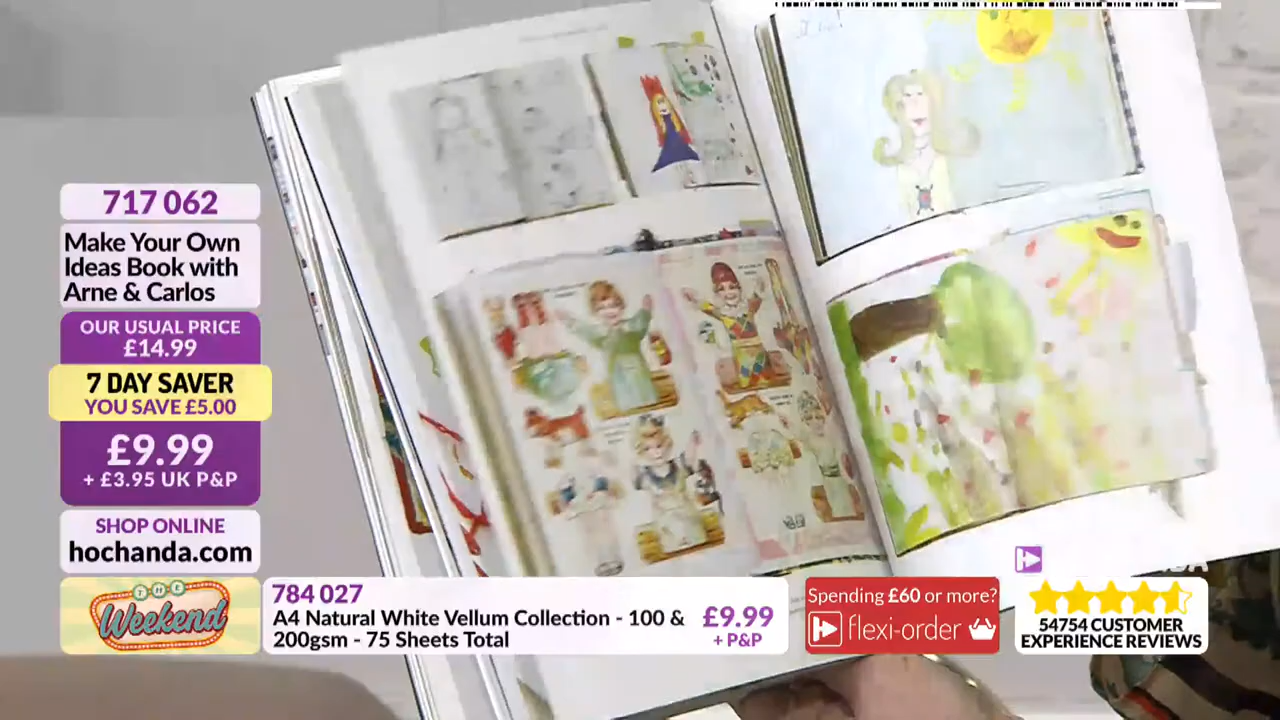 717 062
Make Your Own
Ideas Book with
Arne & Carlos
OUR USUAL PRICE
£14.99
7 DAY SAVER
YOU SAVE £5.00
£9.99
+ £3.95 UK P&P
SHOP ONLINE
hochanda.com
THE
Weekend
784 027
A4 Natural White Vellum Collection - 100 &
200gsm - 75 Sheets Total
£9.99
+ P&P
Spending £60 or more?
flexi-order
54754 CUSTOMER
EXPERIENCE REVIEWS